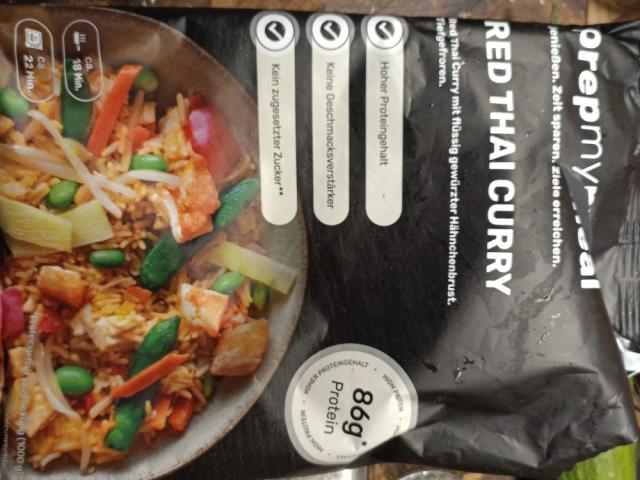 prepmymeal
genießen. Zeit sparen. Ziele erreichen.
RED THAI CURRY
Red Thai Curry mit flüssig gewürzter Hähnchenbrust.
Tiefgefroren.
Hoher Proteingehalt
Keine Geschmacksverstärker
Kein zugesetzter Zucker**
ca.
18 Min.
ca.
22 Min.
HOHER PROTEINGEHALT
HIGH PROTEIN
86g*
Protein
HIGH PROTEIN
(1000 g)